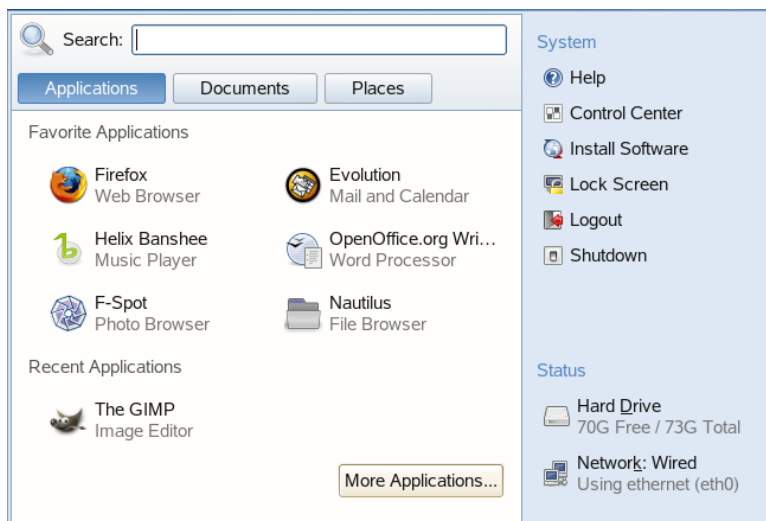 Search:
Applications
Documents
Places
Favorite Applications
Firefox
Web Browser
Evolution
Mail and Calendar
Helix Banshee
Music Player
OpenOffice.org Wri...
Word Processor
F-Spot
Photo Browser
Nautilus
File Browser
Recent Applications
The GIMP
Image Editor
More Applications...
System
Help
Control Center
Install Software
Lock Screen
Logout
Shutdown
Status
Hard Drive
70G Free / 73G Total
Network: Wired
Using ethernet (eth0)